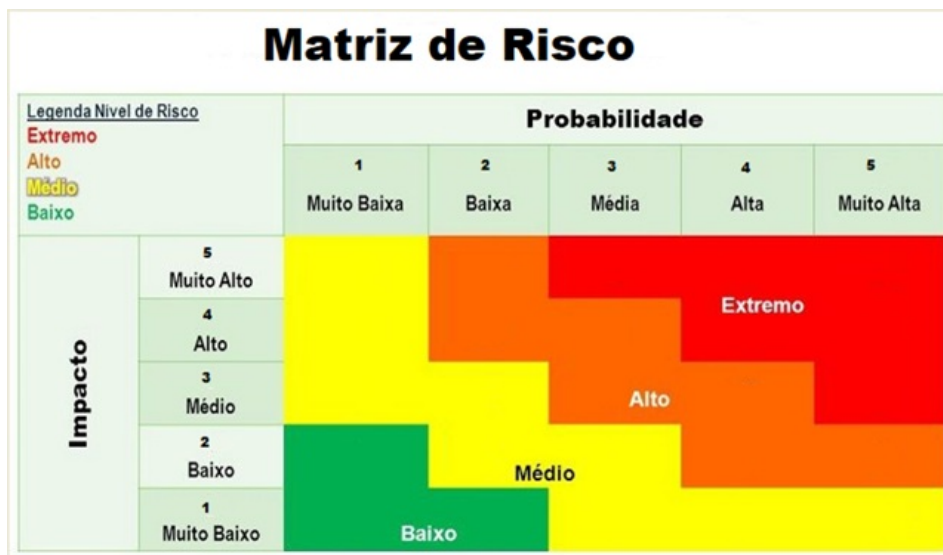 Matriz de Risco
Legenda Nivel de Risco
Extremo
Alto
Médio
Baixo
Probabilidade
1
Muito Baixa
2
Baixa
3
Média
4
Alta
5
Muito Alta
Impacto
5
Muito Alto
4
Alto
3
Médio
2
Baixo
1
Muito Baixo
Extremo
Alto
Médio
Baixo